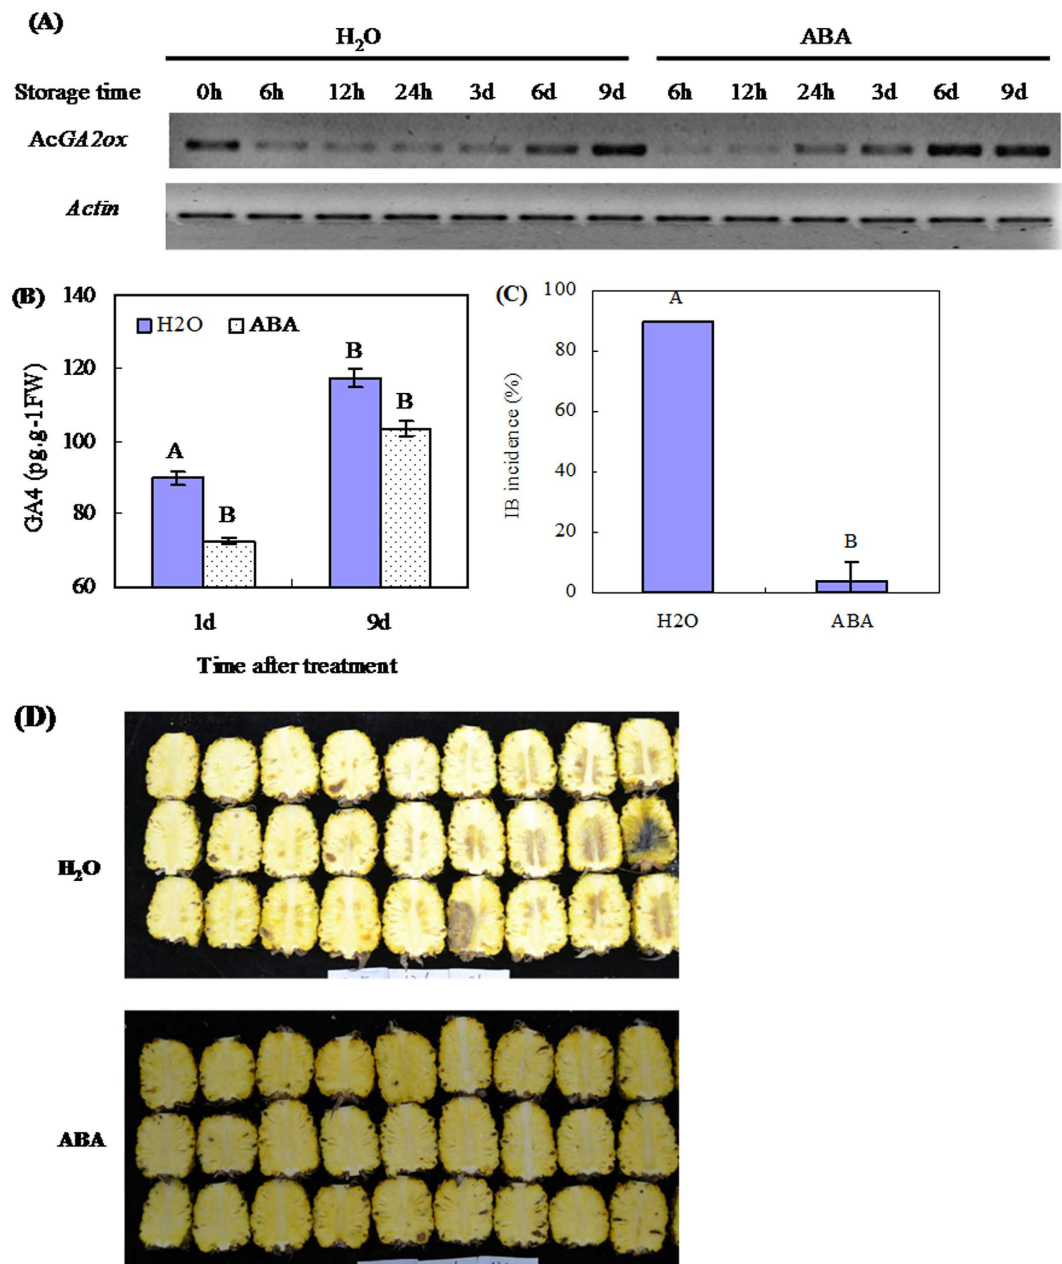 (A)
H₂O ABA
Storage time 0h 6h 12h 24h 3d 6d 9d 6h 12h 24h 3d 6d 9d
AcGA2ox
Actin
(B)
140
120
100
80
60
GA4 (pg.g-1FW)
H2O ABA
A
B
B
B
1d 9d
Time after treatment
(C)
100
80
60
40
20
0
IB incidence (%)
A
B
H2O ABA
(D)
H₂O
ABA